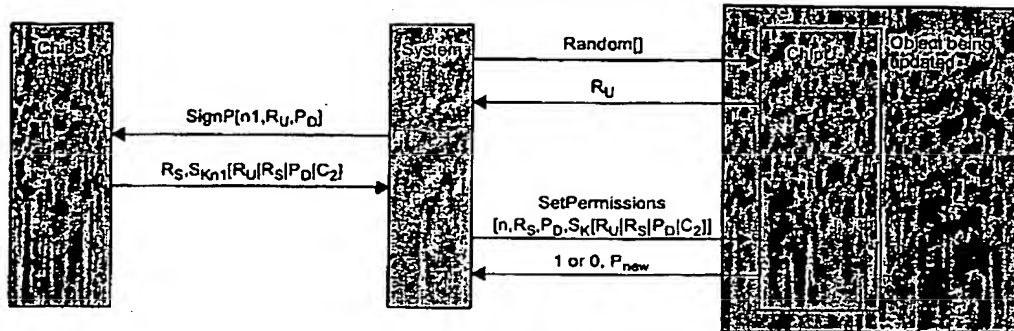 ChipS
System
Random[]
ChipU
Object being
updated
R_U
SignP[n1,R_U,P_D]
R_S,S_Kn1[R_U|R_S|P_D|C_2]
SetPermissions
[n,R_S,P_D,S_K[R_U|R_S|P_D|C_2]]
1 or 0, P_new